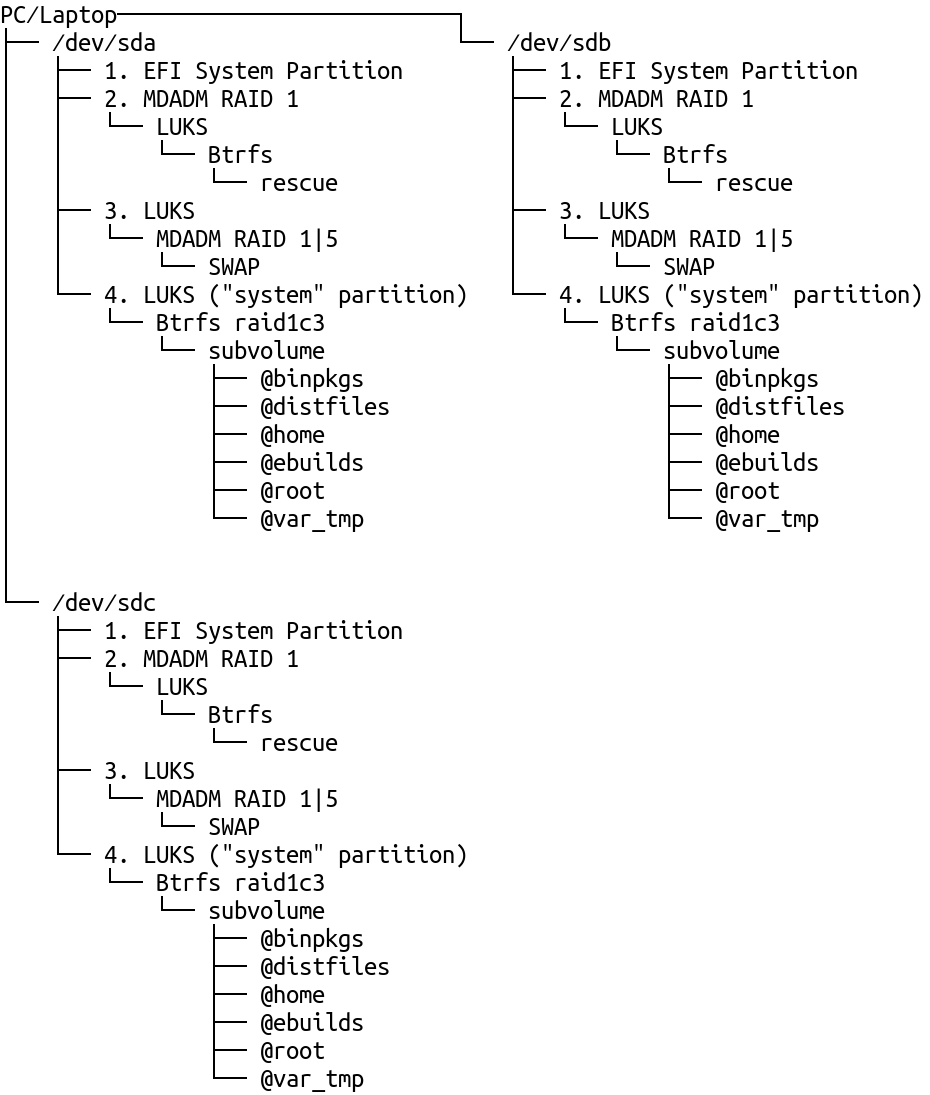 PC/Laptop
/dev/sda
1. EFI System Partition
2. MDADM RAID 1
LUKS
Btrfs
rescue
3. LUKS
MDADM RAID 1|5
SWAP
4. LUKS ("system" partition)
Btrfs raid1c3
subvolume
@binpkgs
@distfiles
@home
@ebuilds
@root
@var_tmp
/dev/sdb
1. EFI System Partition
2. MDADM RAID 1
LUKS
Btrfs
rescue
3. LUKS
MDADM RAID 1|5
SWAP
4. LUKS ("system" partition)
Btrfs raid1c3
subvolume
@binpkgs
@distfiles
@home
@ebuilds
@root
@var_tmp
/dev/sdc
1. EFI System Partition
2. MDADM RAID 1
LUKS
Btrfs
rescue
3. LUKS
MDADM RAID 1|5
SWAP
4. LUKS ("system" partition)
Btrfs raid1c3
subvolume
@binpkgs
@distfiles
@home
@ebuilds
@root
@var_tmp